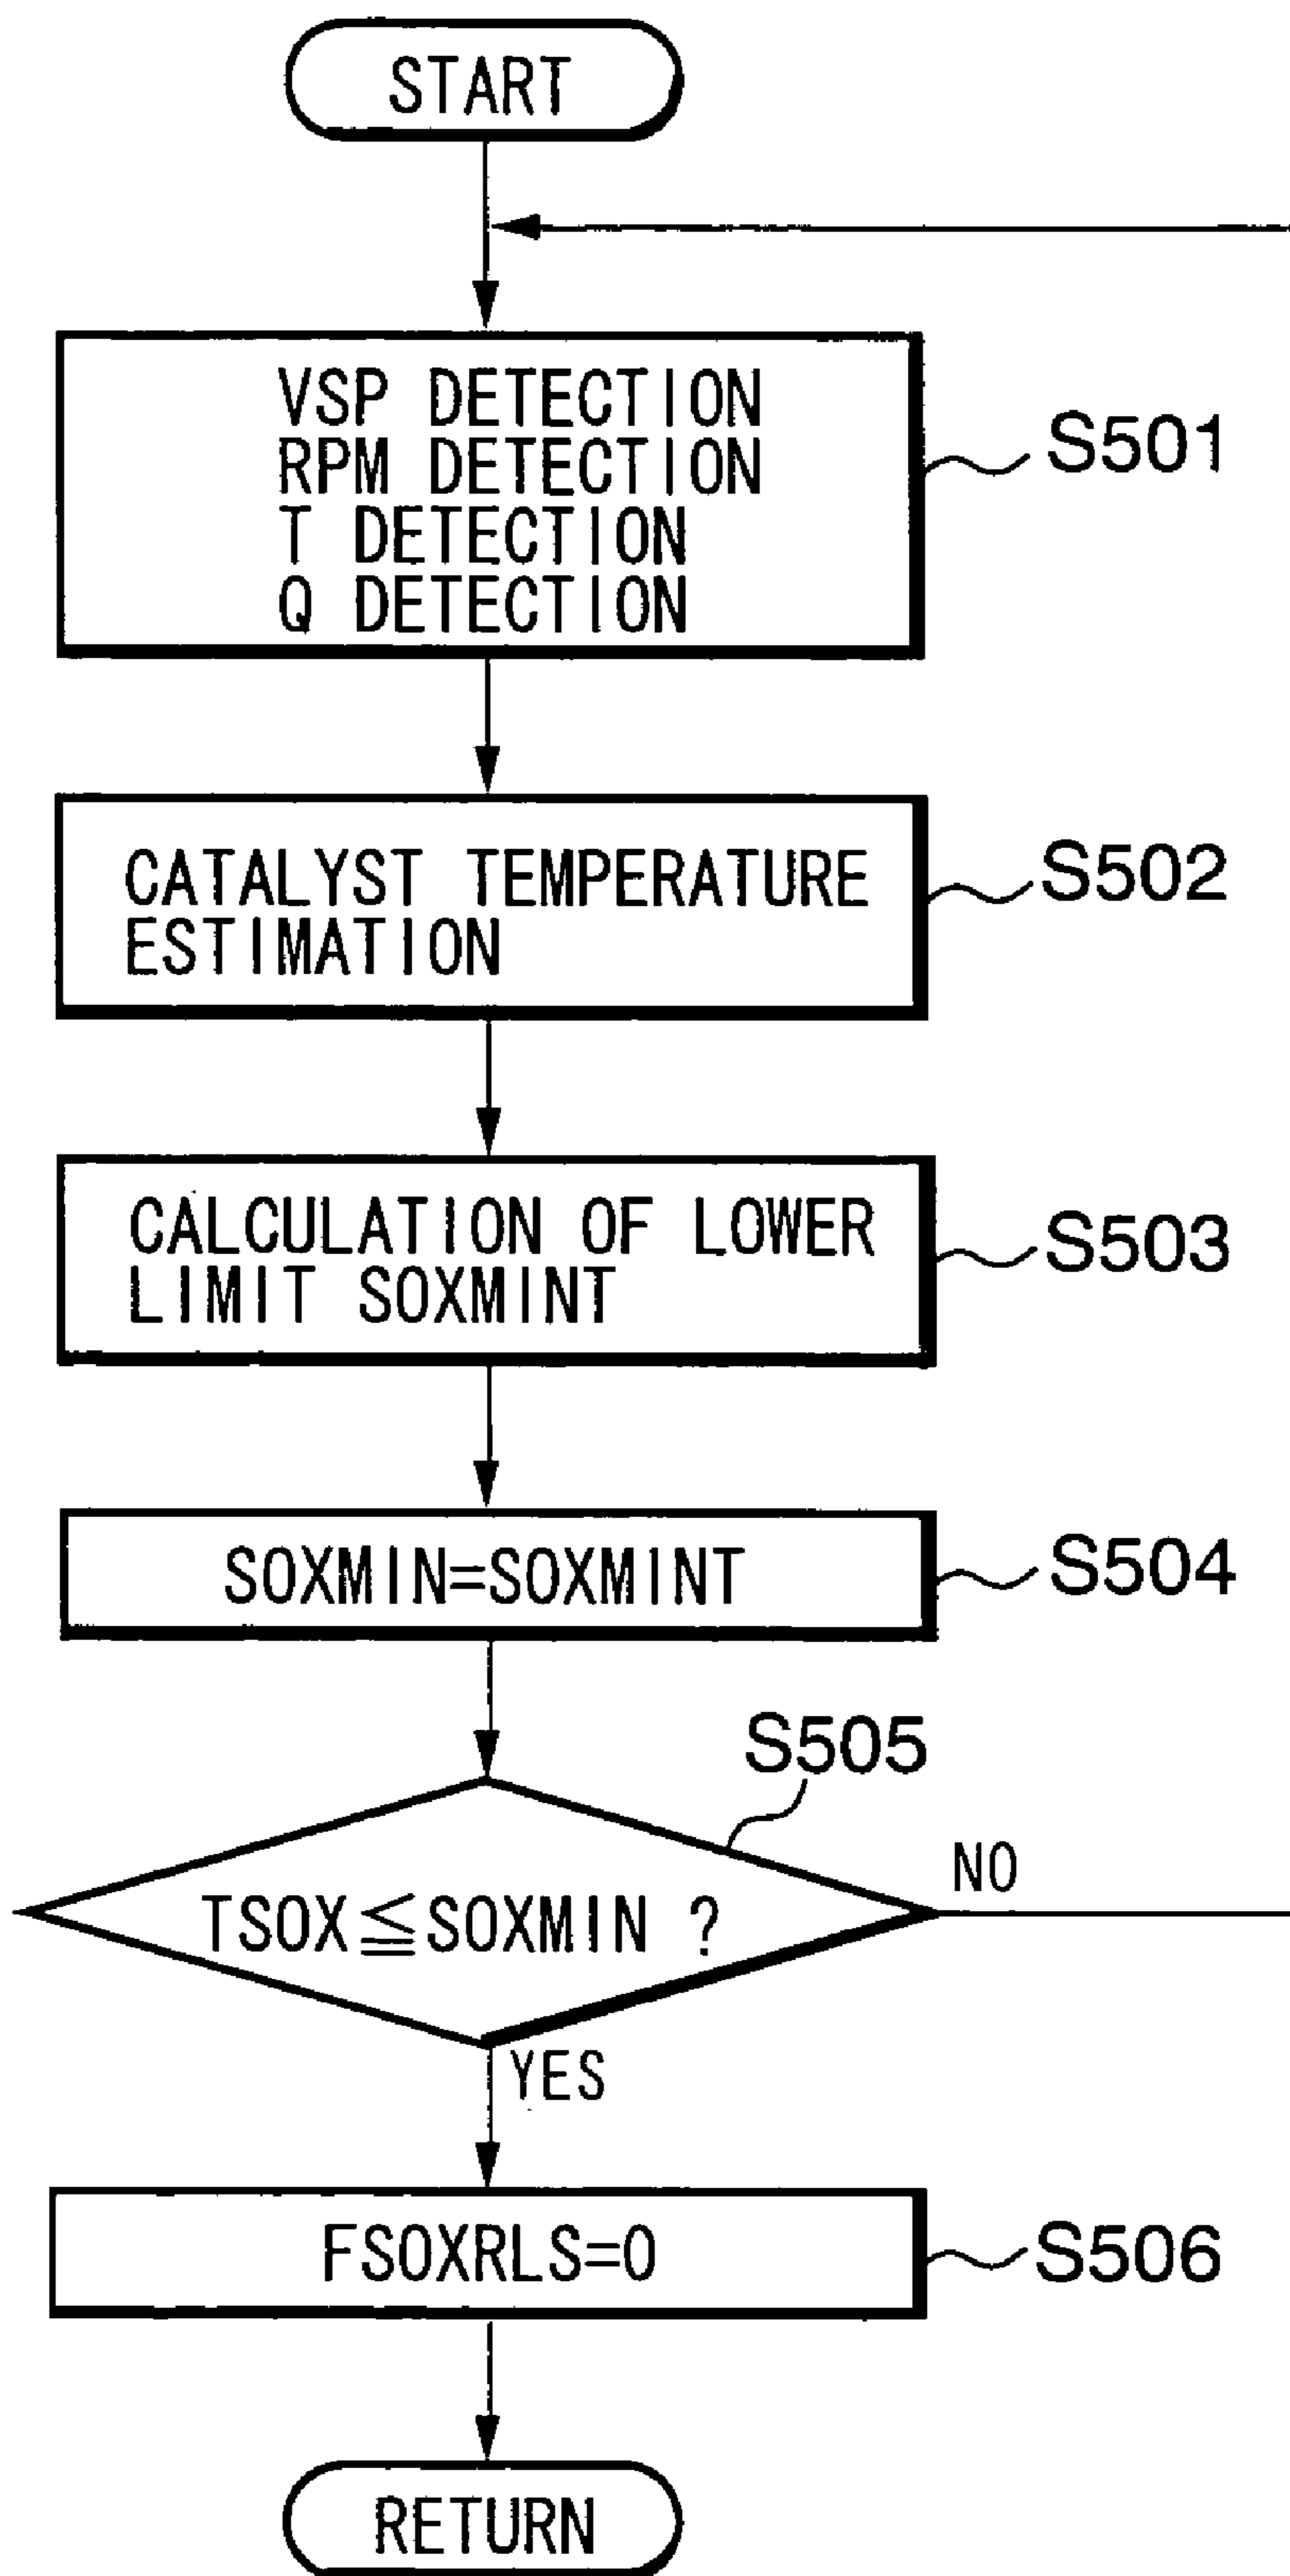 START
VSP DETECTION
RPM DETECTION
T DETECTION
Q DETECTION
S501
CATALYST TEMPERATURE
ESTIMATION
S502
CALCULATION OF LOWER
LIMIT SOXMINT
S503
SOXMIN=SOXMINT
S504
S505
TSOX≦SOXMIN ?
NO
YES
FSOXRLS=0
S506
RETURN